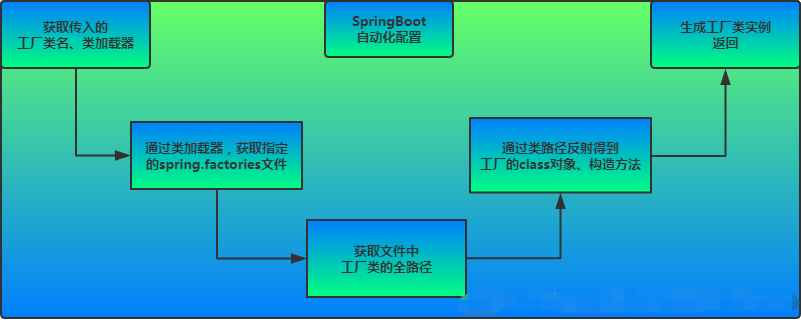 获取传入的
工厂类名、类加载器
SpringBoot
自动化配置
生成工厂类实例
返回
通过类加载器，获取指定
的spring.factories文件
通过类路径反射得到
工厂的class对象、构造方法
获取文件中
工厂类的全路径